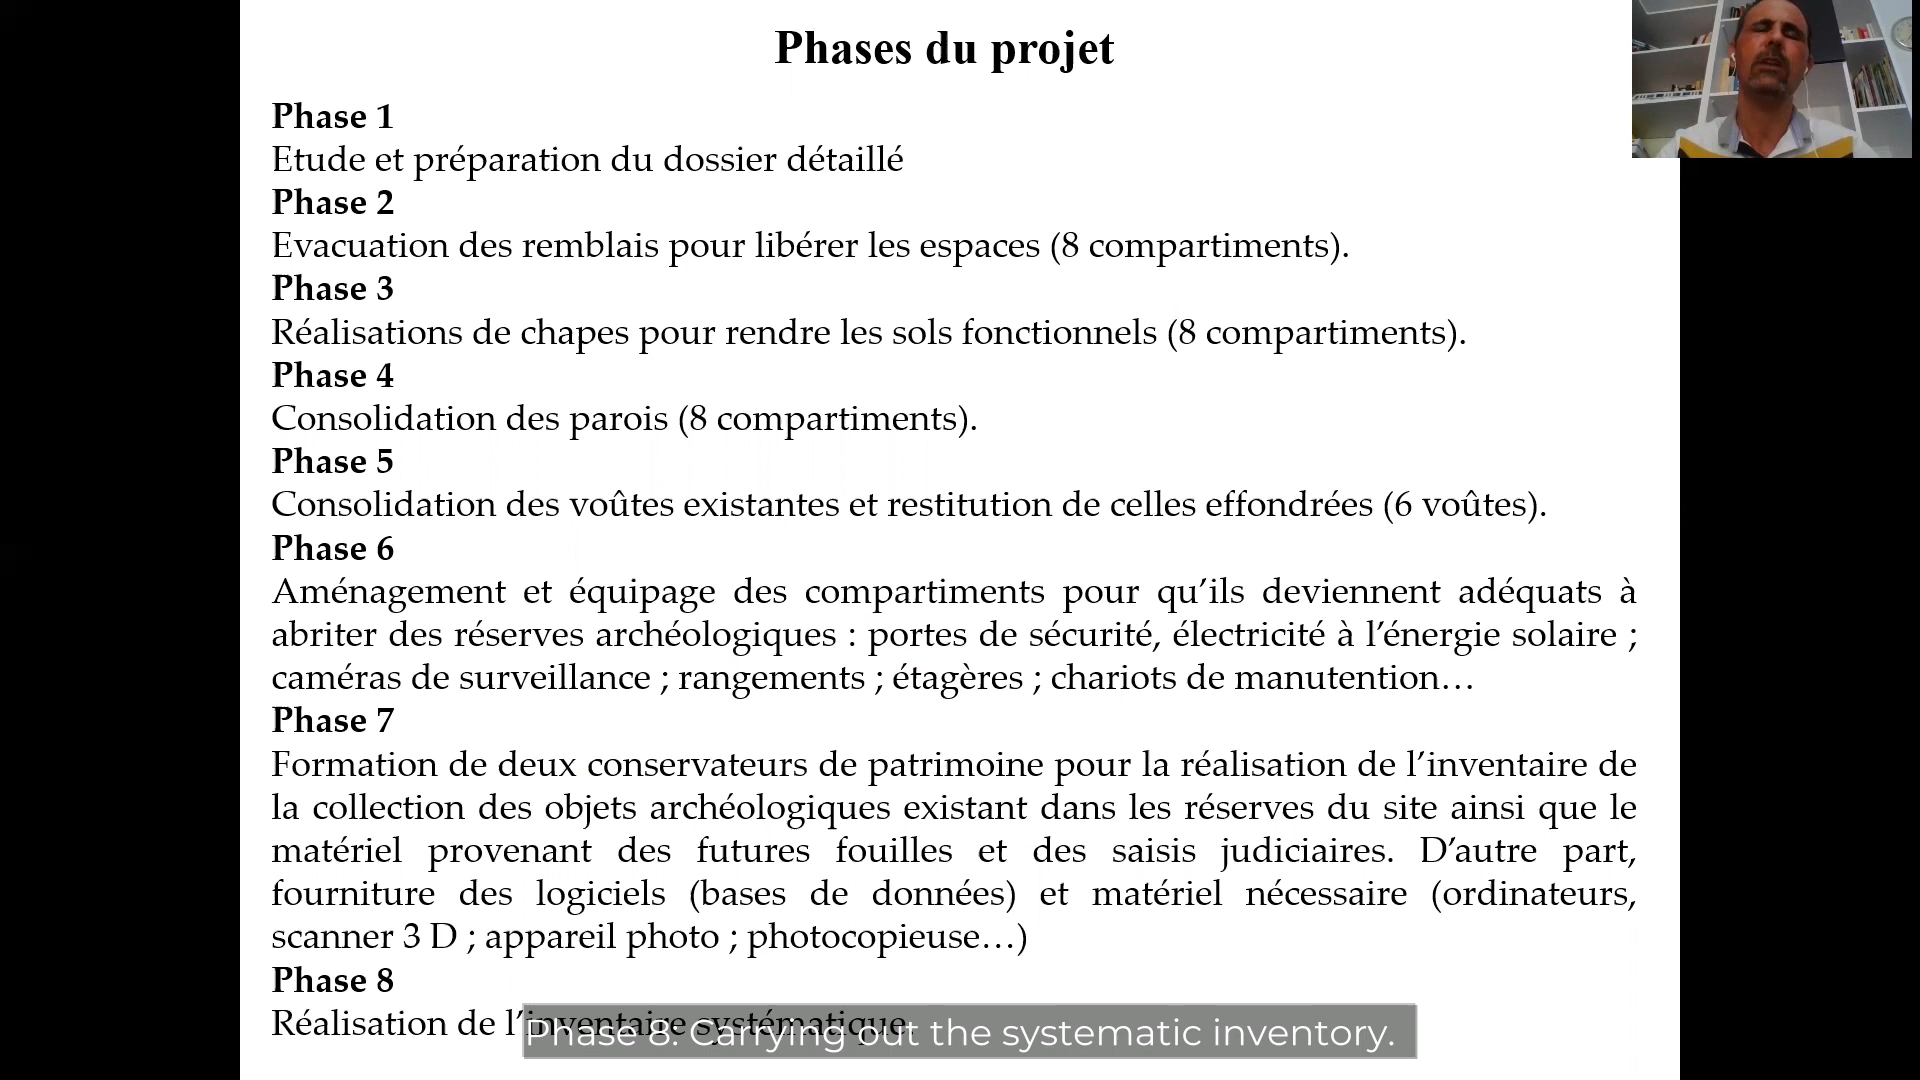 Phases du projet
Phase 1
Etude et préparation du dossier détaillé
Phase 2
Evacuation des remblais pour libérer les espaces (8 compartiments).
Phase 3
Réalisations de chapes pour rendre les sols fonctionnels (8 compartiments).
Phase 4
Consolidation des parois (8 compartiments).
Phase 5
Consolidation des voûtes existantes et restitution de celles effondrées (6 voûtes).
Phase 6
Aménagement et équipage des compartiments pour qu’ils deviennent adéquats à
abriter des réserves archéologiques : portes de sécurité, électricité à l’énergie solaire ;
caméras de surveillance ; rangements ; étagères ; chariots de manutention…
Phase 7
Formation de deux conservateurs de patrimoine pour la réalisation de l’inventaire de
la collection des objets archéologiques existant dans les réserves du site ainsi que le
matériel provenant des futures fouilles et des saisis judiciaires. D’autre part,
fourniture des logiciels (bases de données) et matériel nécessaire (ordinateurs,
scanner 3 D ; appareil photo ; photocopieuse…)
Phase 8
Réalisation de l’inventaire systématique.
Phase 8: Carrying out the systematic inventory.